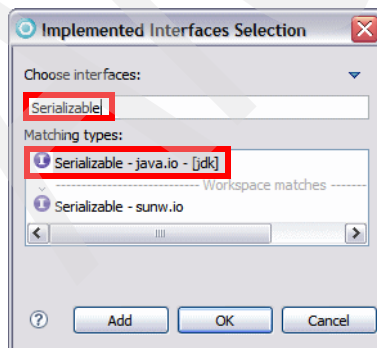 Implemented Interfaces Selection
Choose interfaces:
Serializable
Matching types:
Serializable - java.io - [jdk]
Workspace matches
Serializable - sunw.io
Add OK Cancel